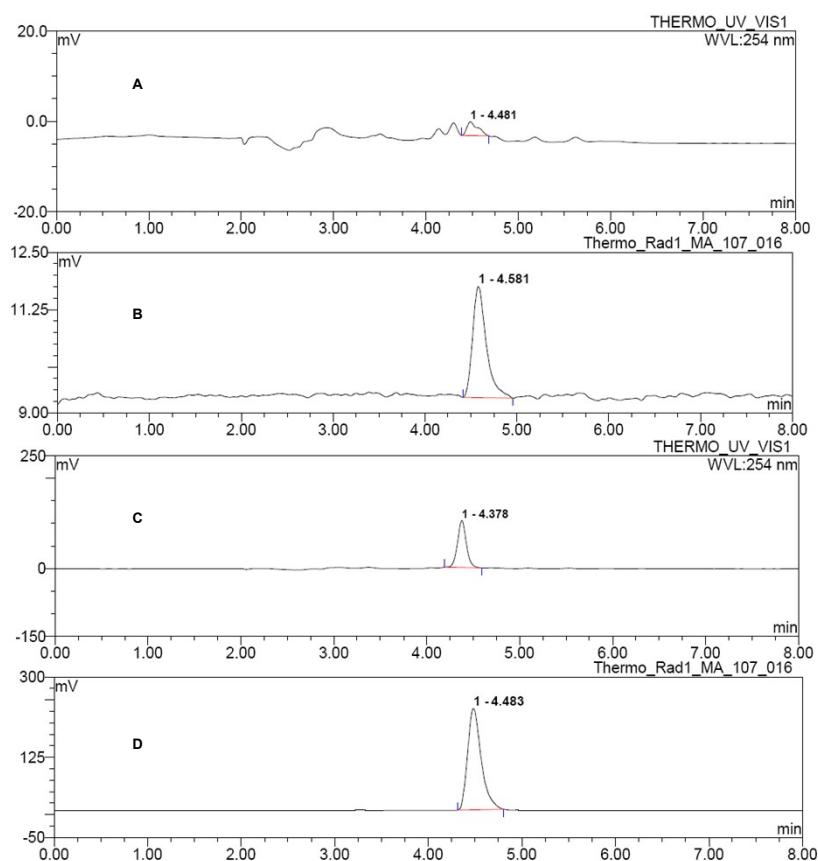 THERMO_UV_VIS1
20.0
mV
WVL:254 nm
A
1 - 4.481
0.0
min
-20.0
0.00 1.00 2.00 3.00 4.00 5.00 6.00 7.00 8.00
Thermo_Rad1_MA_107_016
12.50
mV
1 - 4.581
11.25
B
min
9.00
0.00 1.00 2.00 3.00 4.00 5.00 6.00 7.00 8.00
THERMO_UV_VIS1
250
mV
WVL:254 nm
C
1 - 4.378
0
min
-150
0.00 1.00 2.00 3.00 4.00 5.00 6.00 7.00 8.00
Thermo_Rad1_MA_107_016
300
mV
1 - 4.483
D
125
min
-50
0.00 1.00 2.00 3.00 4.00 5.00 6.00 7.00 8.00